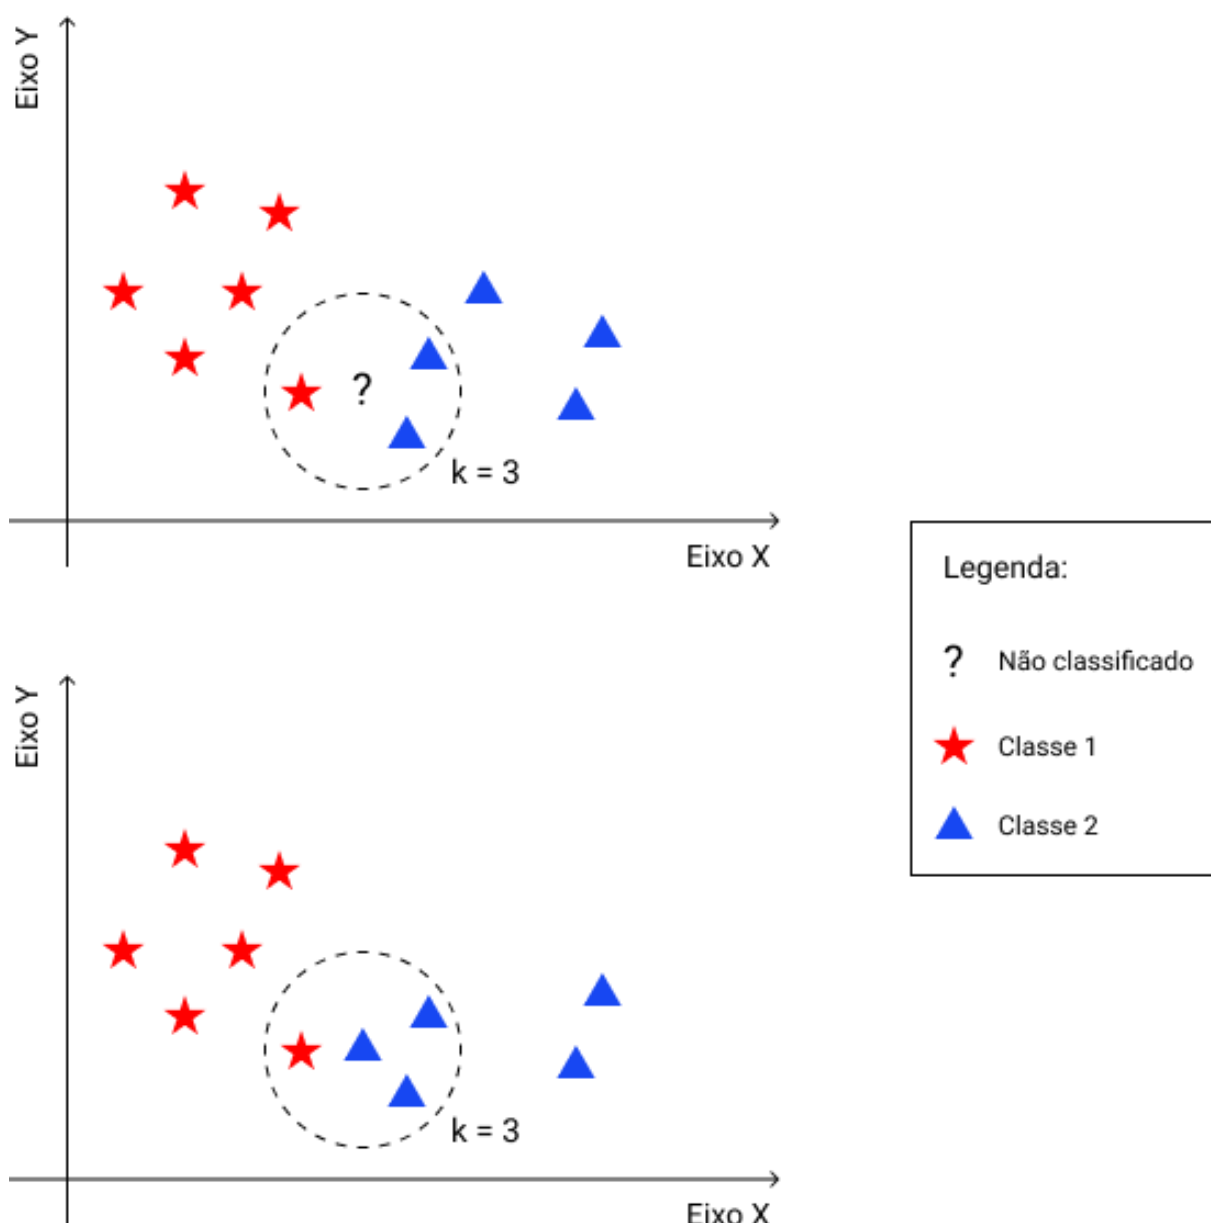 Eixo Y
k = 3
Eixo X
Legenda:
? Não classificado
Classe 1
Classe 2
Eixo Y
k = 3
Eixo X
?